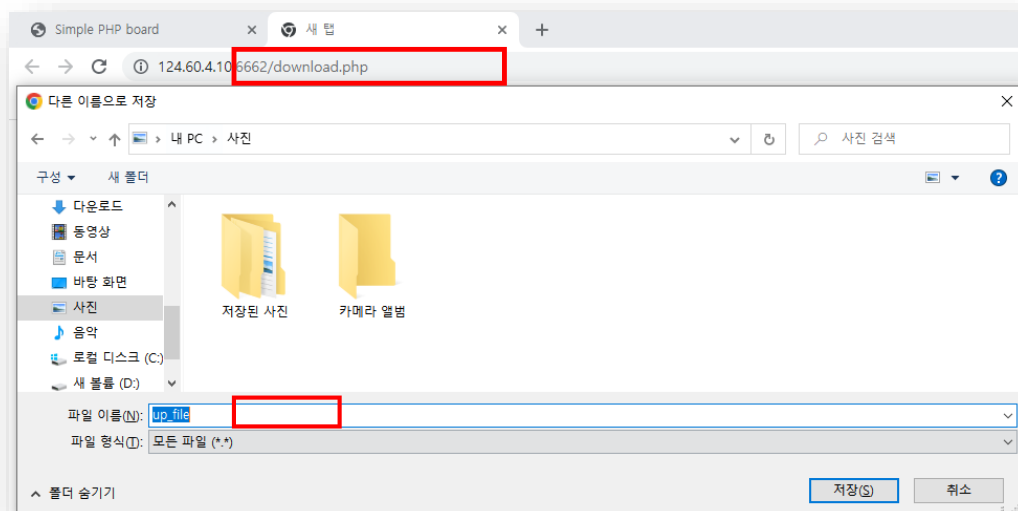 Simple PHP board
새 탭
124.60.4.10 6662/download.php
다른 이름으로 저장
내 PC > 사진
사진 검색
구성
새 폴더
다운로드
동영상
문서
바탕 화면
사진
음악
로컬 디스크 (C:)
새 볼륨 (D:)
저장된 사진
카메라 앨범
파일 이름(N): up_file
파일 형식(T): 모든 파일 (*.*)
폴더 숨기기
저장(S)
취소